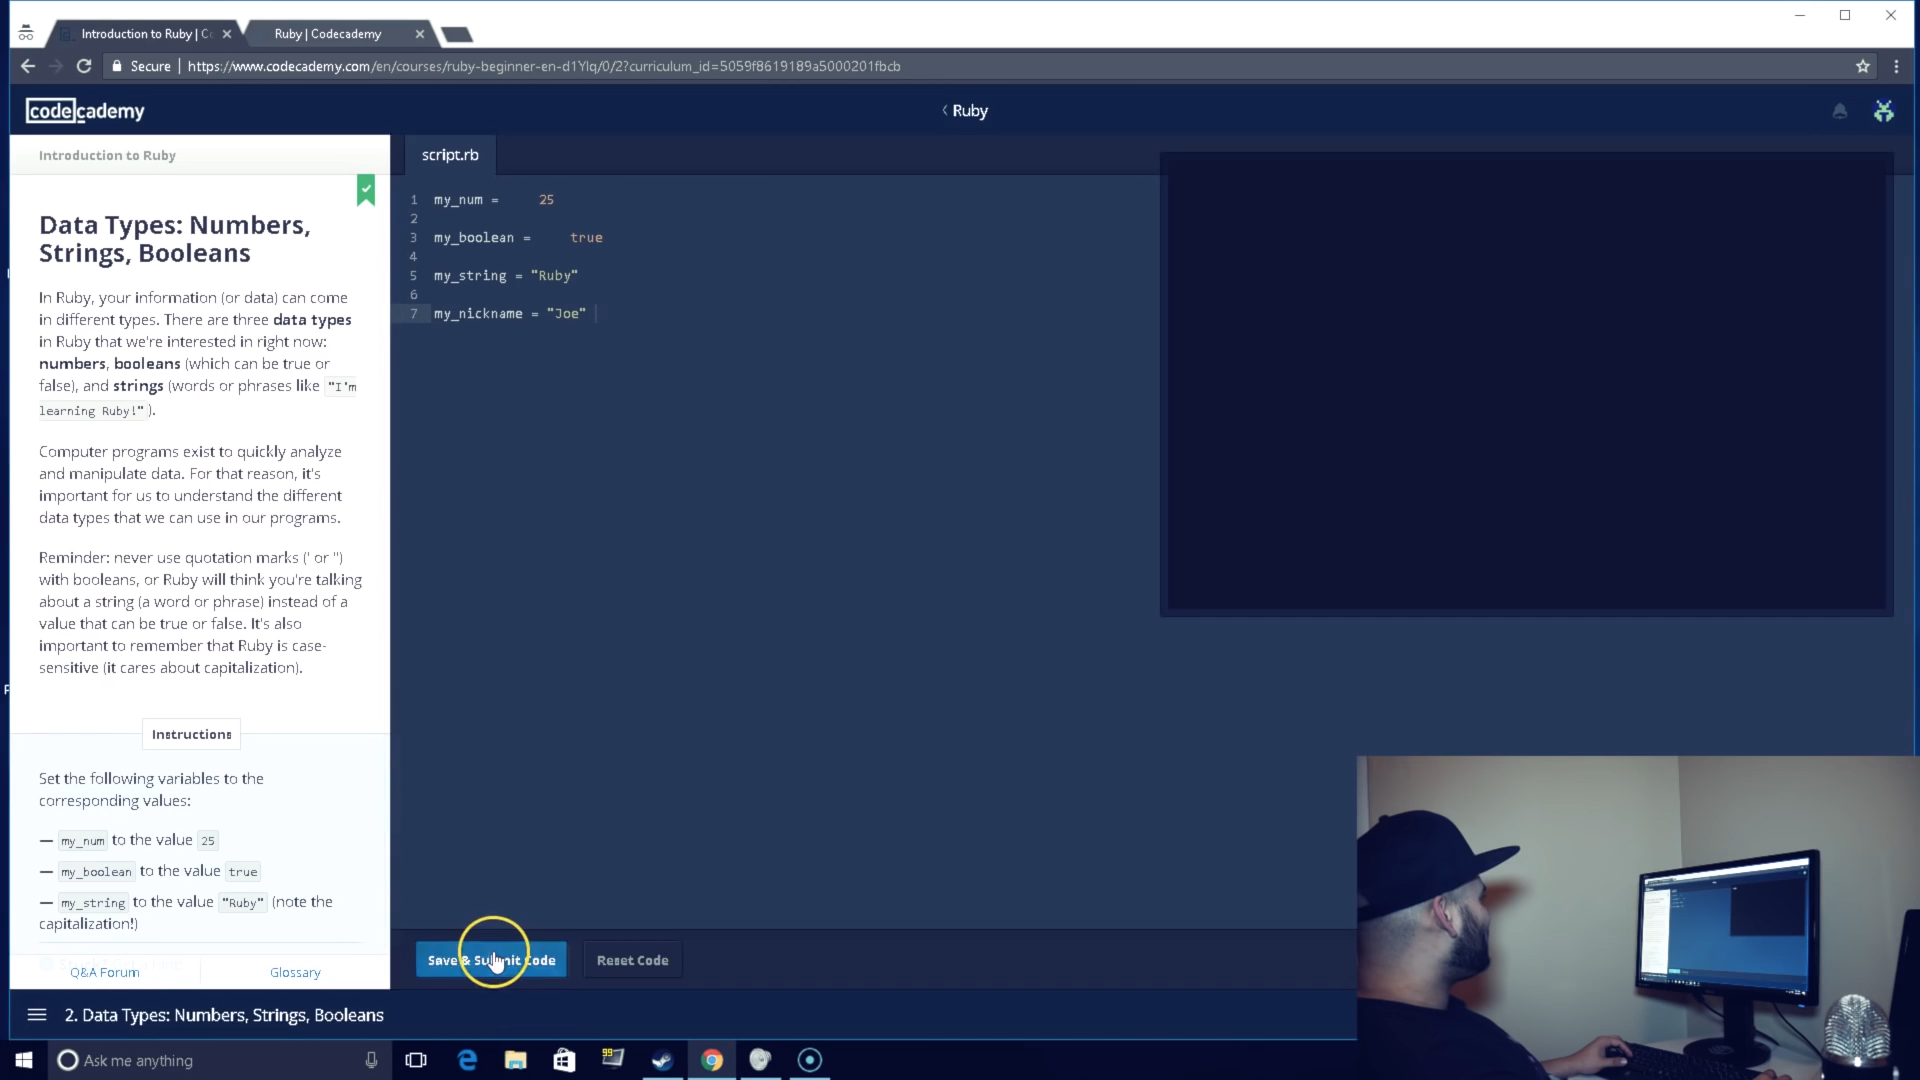 Introduction to Ruby | Co
Ruby | Codecademy
Secure | https://www.codecademy.com/en/courses/ruby-beginner-en-d1Ylq/0/2?curriculum_id=5059f8619189a5000201fbcb
codecademy
Ruby
Introduction to Ruby
Data Types: Numbers,
Strings, Booleans
In Ruby, your information (or data) can come
in different types. There are three data types
in Ruby that we're interested in right now:
numbers, booleans (which can be true or
false), and strings (words or phrases like "I'm
learning Ruby!").
Computer programs exist to quickly analyze
and manipulate data. For that reason, it's
important for us to understand the different
data types that we can use in our programs.
Reminder: never use quotation marks (' or ")
with booleans, or Ruby will think you're talking
about a string (a word or phrase) instead of a
value that can be true or false. It's also
important to remember that Ruby is case-
sensitive (it cares about capitalization).
Instructions
Set the following variables to the
corresponding values:
— my_num to the value 25
— my_boolean to the value true
— my_string to the value "Ruby" (note the
capitalization!)
Q&A Forum
Glossary
script.rb
1 my_num = 25
2
3 my_boolean = true
4
5 my_string = "Ruby"
6
7 my_nickname = "Joe"
Save & Submit Code
Reset Code
2. Data Types: Numbers, Strings, Booleans
Ask me anything
99